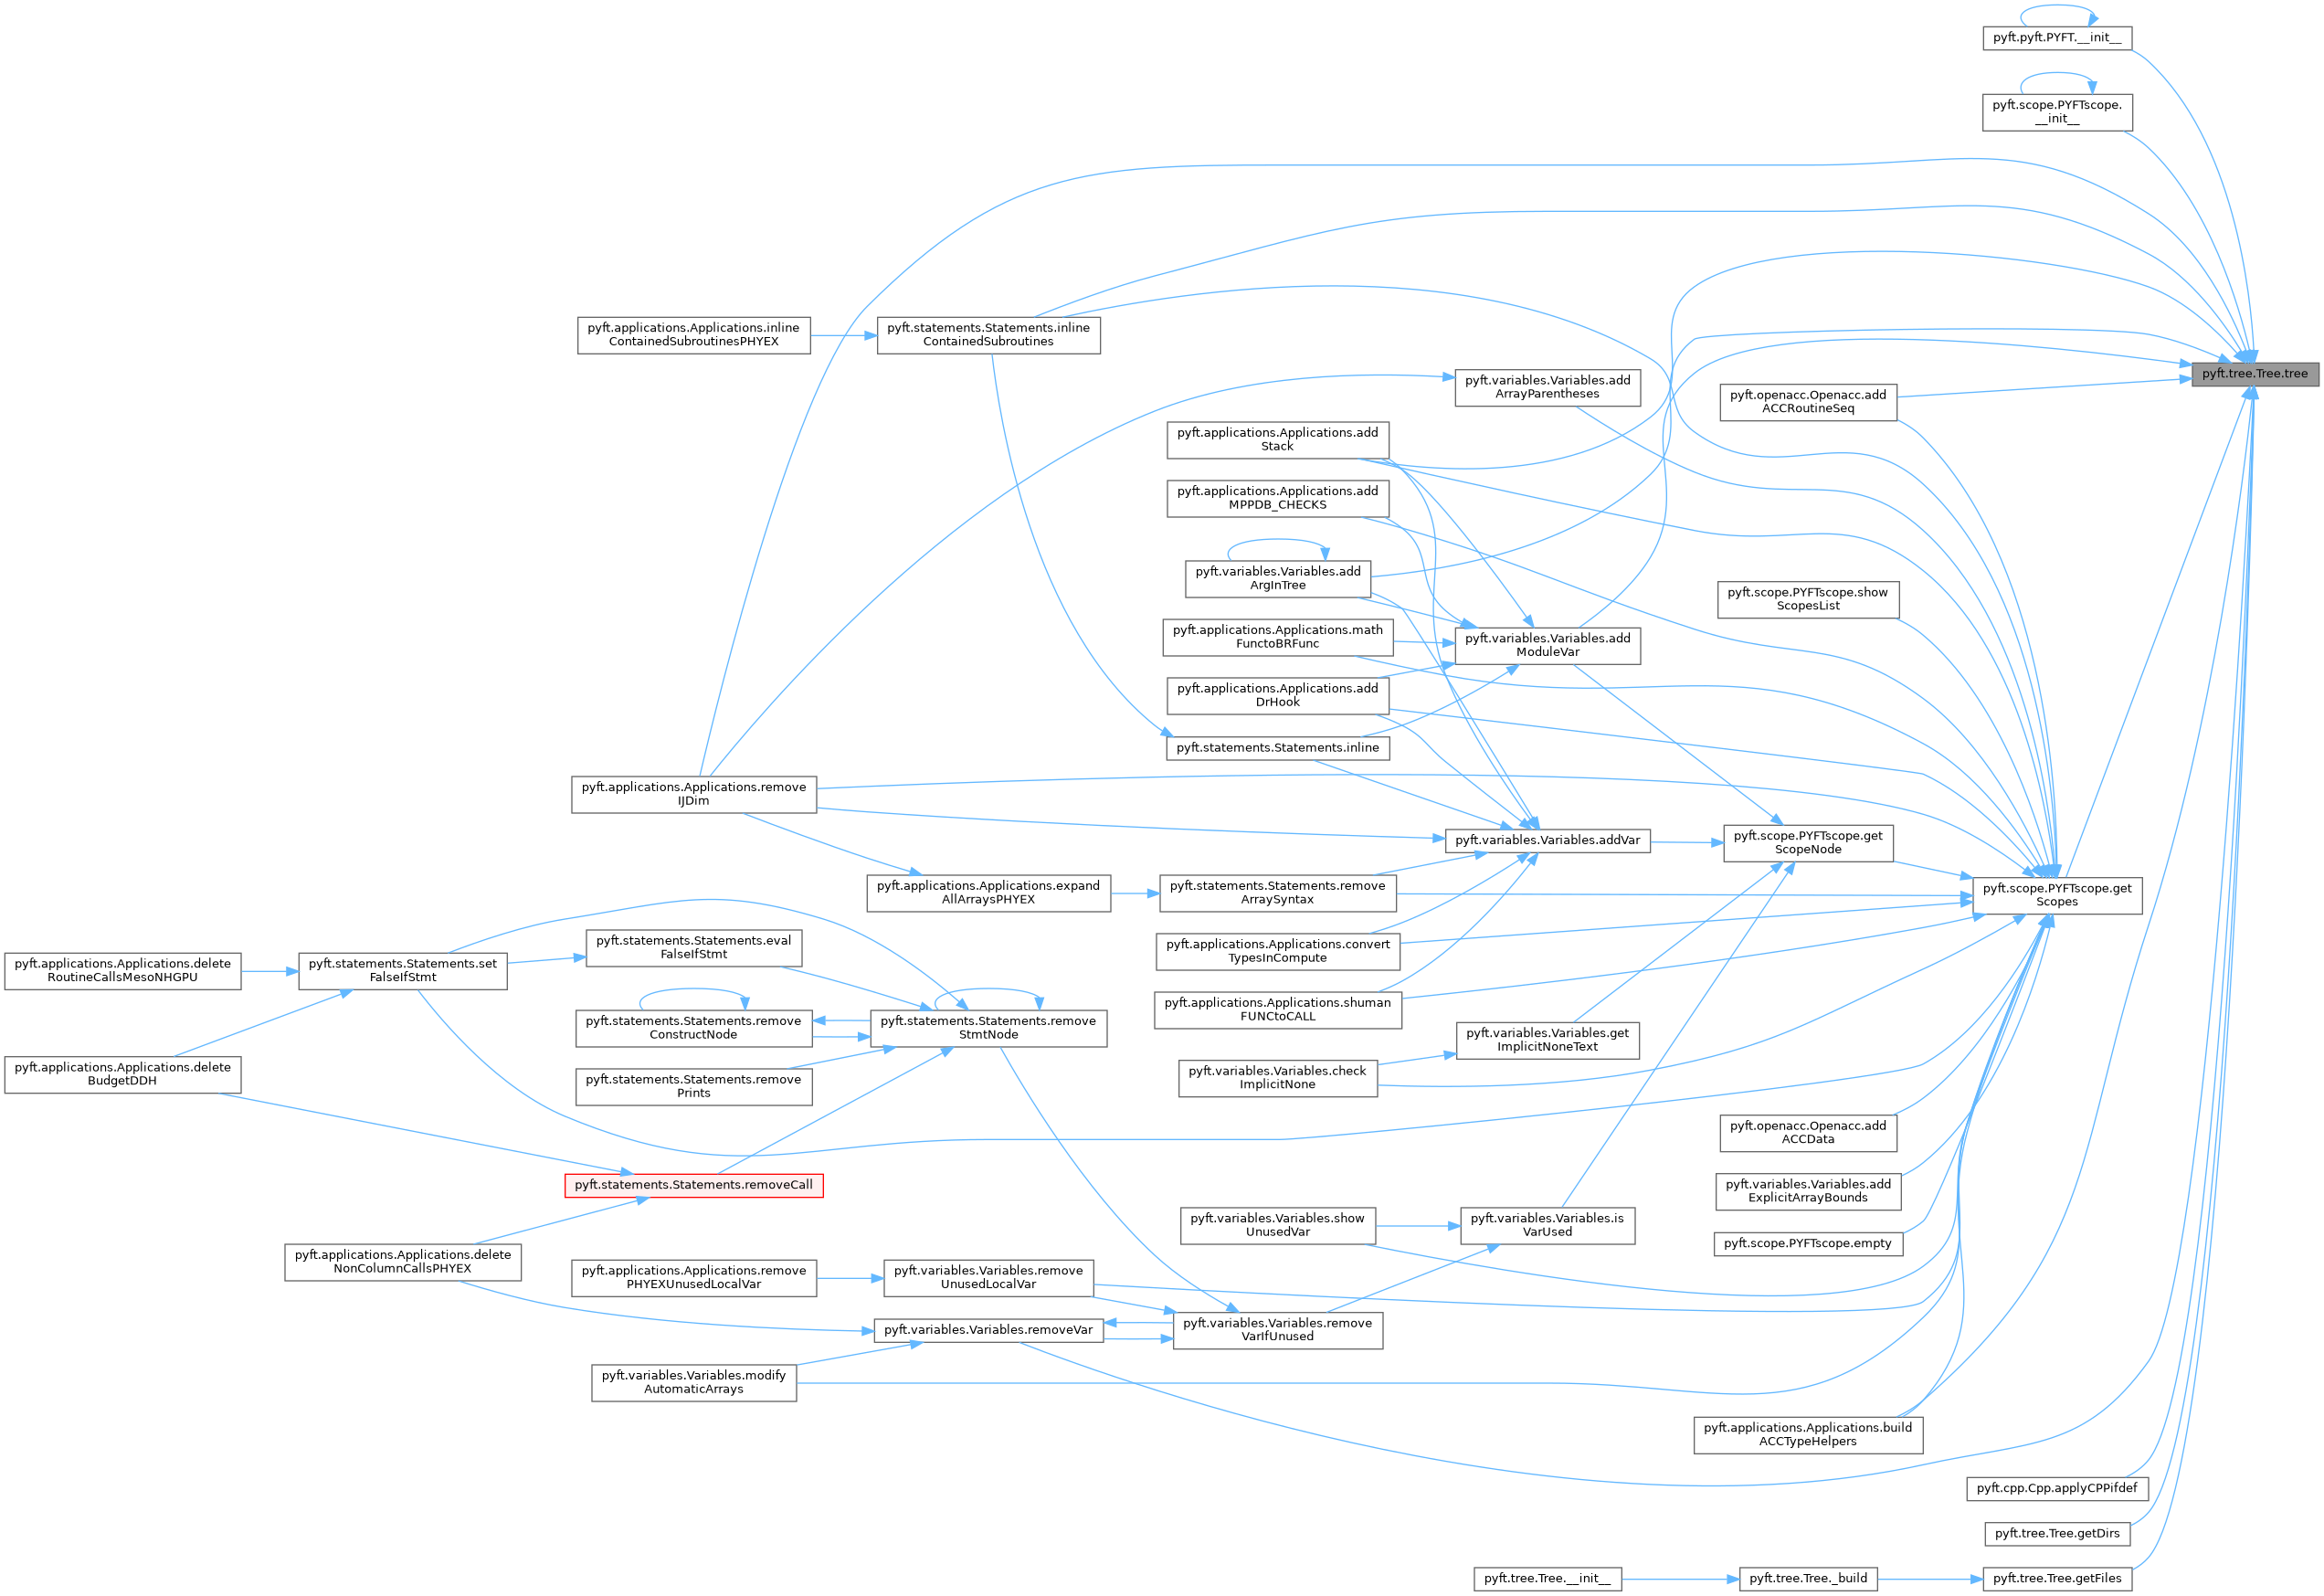 pyft.pyft.PYFT.__init__
pyft.scope.PYFTscope.
__init__
pyft.applications.Applications.inline
ContainedSubroutinesPHYEX
pyft.statements.Statements.inline
ContainedSubroutines
pyft.tree.Tree.tree
pyft.variables.Variables.add
ArrayParentheses
pyft.openacc.Openacc.add
ACCRoutineSeq
pyft.applications.Applications.add
Stack
pyft.applications.Applications.add
MPPDB_CHECKS
pyft.variables.Variables.add
ArgInTree
pyft.scope.PYFTscope.show
ScopesList
pyft.applications.Applications.math
FunctoBRFunc
pyft.variables.Variables.add
ModuleVar
pyft.applications.Applications.add
DrHook
pyft.statements.Statements.inline
pyft.applications.Applications.remove
IJDim
pyft.variables.Variables.addVar
pyft.scope.PYFTscope.get
ScopeNode
pyft.applications.Applications.expand
AllArraysPHYEX
pyft.statements.Statements.remove
ArraySyntax
pyft.scope.PYFTscope.get
Scopes
pyft.applications.Applications.delete
RoutineCallsMesoNHGPU
pyft.statements.Statements.set
FalseIfStmt
pyft.statements.Statements.eval
FalseIfStmt
pyft.applications.Applications.convert
TypesInCompute
pyft.applications.Applications.shuman
FUNCtoCALL
pyft.statements.Statements.remove
ConstructNode
pyft.statements.Statements.remove
StmtNode
pyft.variables.Variables.get
ImplicitNoneText
pyft.applications.Applications.delete
BudgetDDH
pyft.statements.Statements.remove
Prints
pyft.variables.Variables.check
ImplicitNone
pyft.openacc.Openacc.add
ACCData
pyft.statements.Statements.removeCall
pyft.variables.Variables.add
ExplicitArrayBounds
pyft.variables.Variables.show
UnusedVar
pyft.variables.Variables.is
VarUsed
pyft.scope.PYFTscope.empty
pyft.applications.Applications.delete
NonColumnCallsPHYEX
pyft.applications.Applications.remove
PHYEXUnusedLocalVar
pyft.variables.Variables.remove
UnusedLocalVar
pyft.variables.Variables.removeVar
pyft.variables.Variables.remove
VarIfUnused
pyft.variables.Variables.modify
AutomaticArrays
pyft.applications.Applications.build
ACCTypeHelpers
pyft.cpp.Cpp.applyCPPifdef
pyft.tree.Tree.getDirs
pyft.tree.Tree.__init__
pyft.tree.Tree._build
pyft.tree.Tree.getFiles